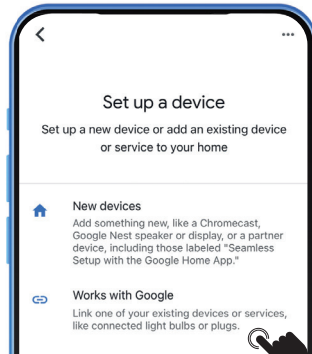 Set up a device
Set up a new device or add an existing device
or service to your home
New devices
Add something new, like a Chromecast,
Google Nest speaker or display, or a partner
device, including those labeled "Seamless
Setup with the Google Home App."
Works with Google
Link one of your existing devices or services,
like connected light bulbs or plugs.